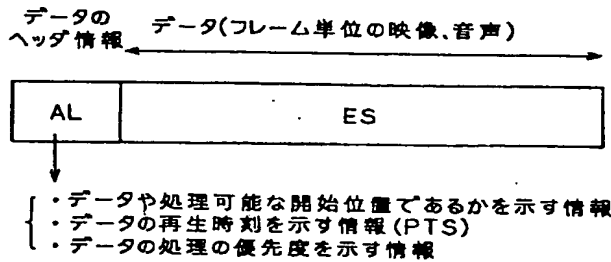 データの
ヘッダ情報
データ(フレーム単位の映像、音声)
AL
ES
・データや処理可能な開始位置であるかを示す情報
・データの再生時刻を示す情報(PTS)
・データの処理の優先度を示す情報